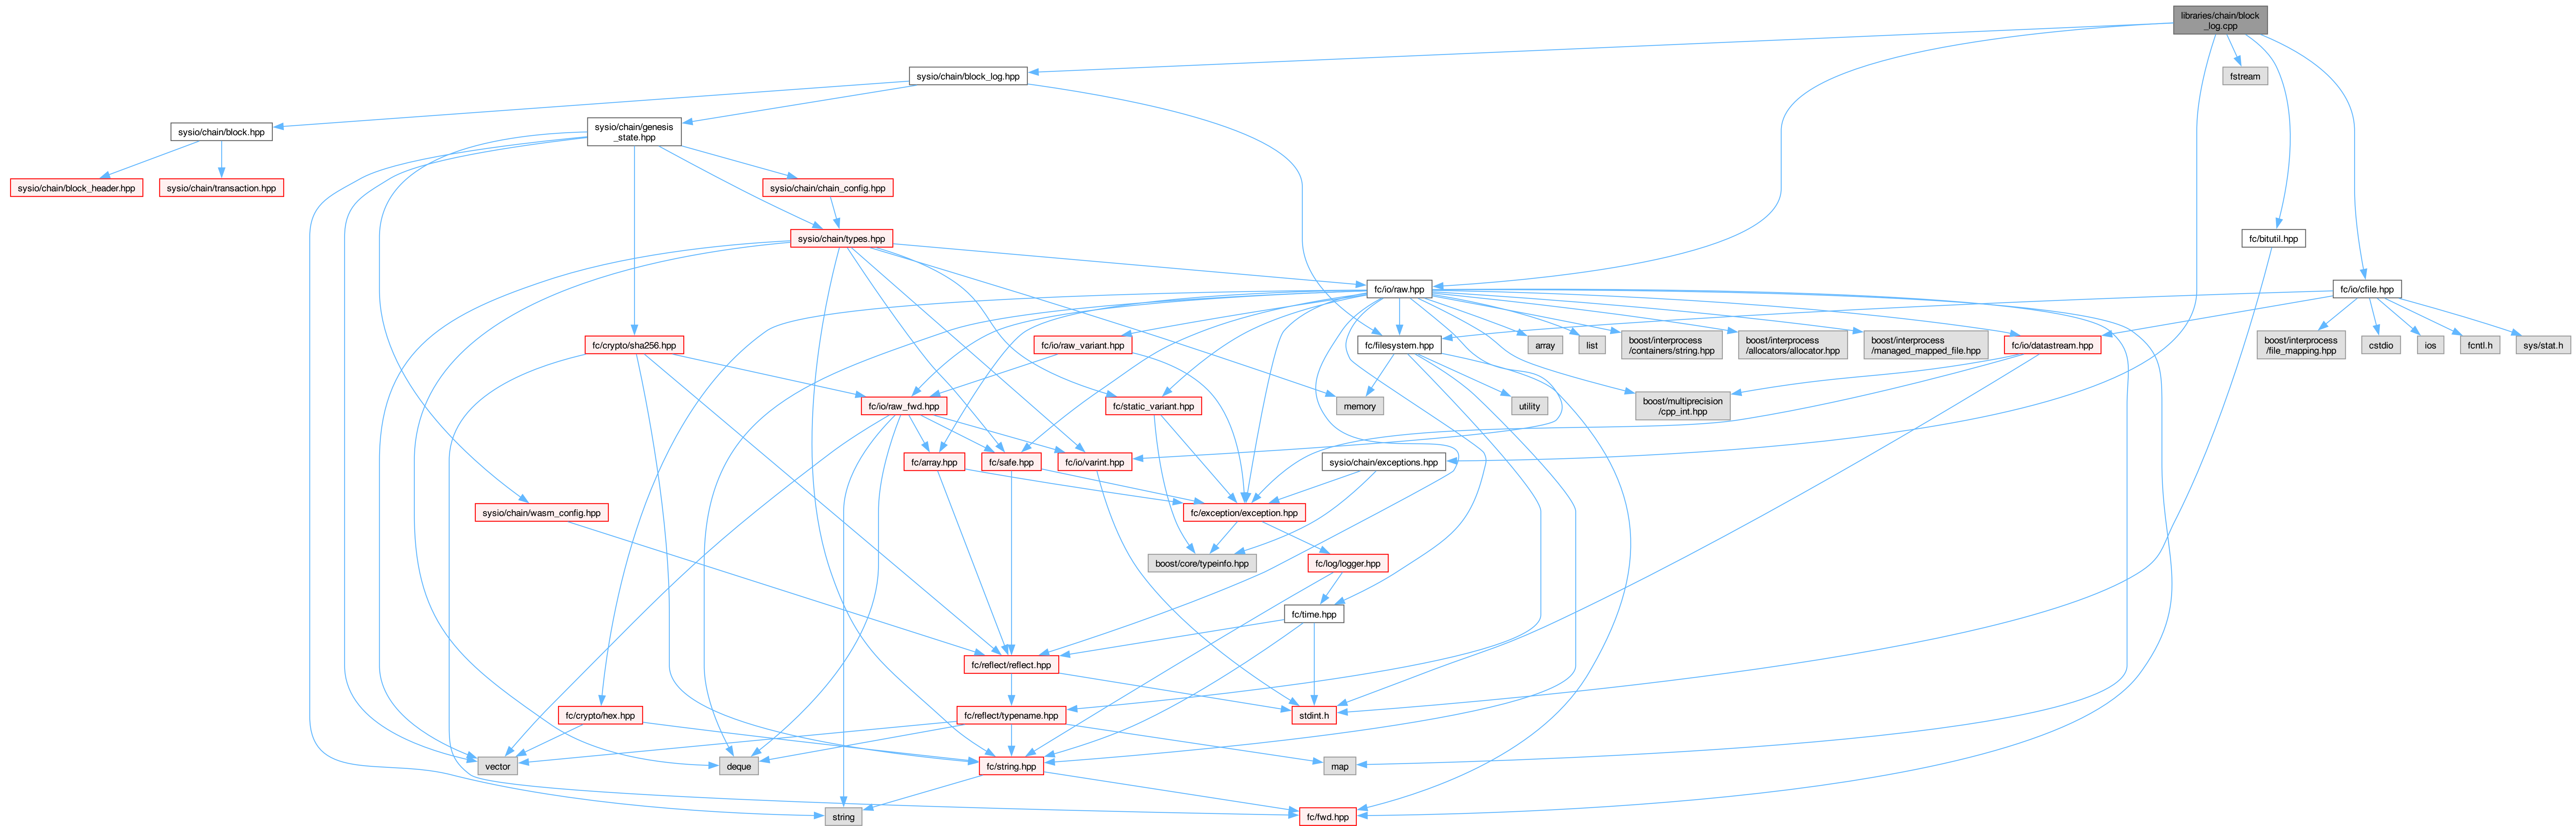 libraries/chain/block
_log.cpp
sysio/chain/block_log.hpp
fstream
sysio/chain/block.hpp
sysio/chain/genesis
_state.hpp
sysio/chain/block_header.hpp
sysio/chain/transaction.hpp
sysio/chain/chain_config.hpp
sysio/chain/types.hpp
fc/bitutil.hpp
fc/io/raw.hpp
fc/io/cfile.hpp
fc/crypto/sha256.hpp
fc/io/raw_variant.hpp
fc/filesystem.hpp
array
list
boost/interprocess
/containers/string.hpp
boost/interprocess
/allocators/allocator.hpp
boost/interprocess
/managed_mapped_file.hpp
fc/io/datastream.hpp
boost/interprocess
/file_mapping.hpp
cstdio
ios
fcntl.h
sys/stat.h
fc/io/raw_fwd.hpp
fc/static_variant.hpp
memory
utility
boost/multiprecision
/cpp_int.hpp
fc/array.hpp
fc/safe.hpp
fc/io/varint.hpp
sysio/chain/exceptions.hpp
sysio/chain/wasm_config.hpp
fc/exception/exception.hpp
boost/core/typeinfo.hpp
fc/log/logger.hpp
fc/time.hpp
fc/reflect/reflect.hpp
fc/crypto/hex.hpp
fc/reflect/typename.hpp
stdint.h
vector
deque
fc/string.hpp
map
string
fc/fwd.hpp